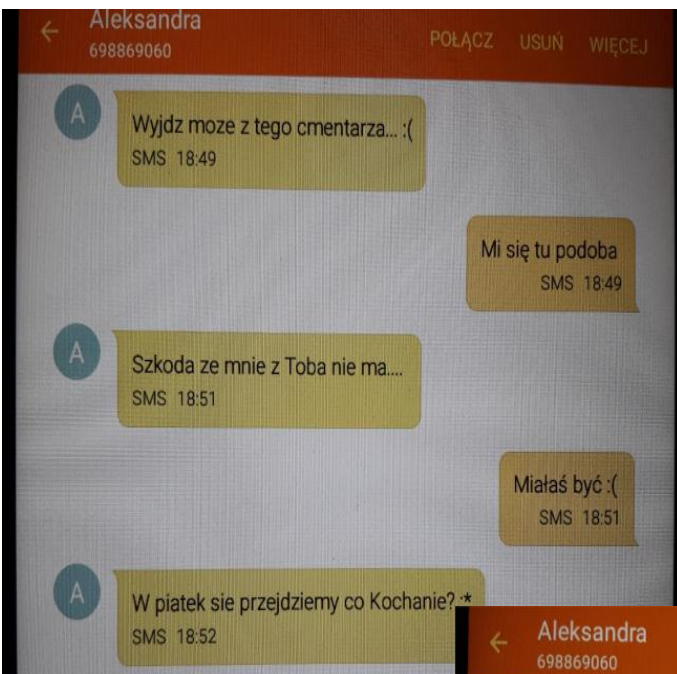 Aleksandra
698869060
POŁĄCZ USUŃ WIĘCEJ
A
Wyjdz moze z tego cmentarza... :(
SMS 18:49
Mi się tu podoba
SMS 18:49
A
Szkoda ze mnie z Toba nie ma....
SMS 18:51
Miałaś być :(
SMS 18:51
A
W piatek sie przejdziemy co Kochanie? :*
SMS 18:52
Aleksandra
698869060